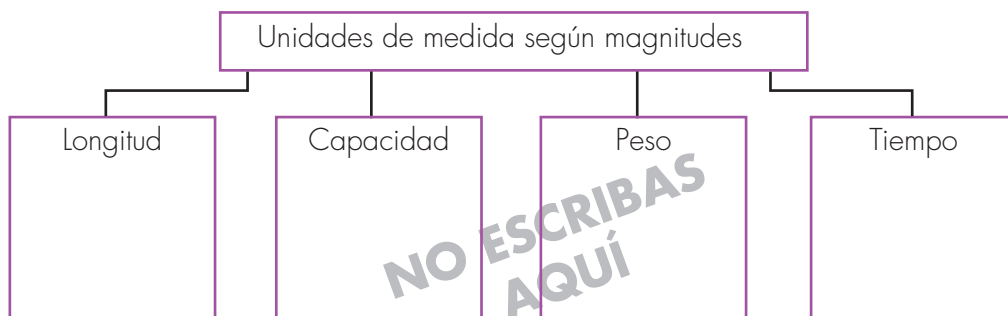 Unidades de medida según magnitudes
Longitud
Capacidad
Peso
Tiempo
NO ESCRIBAS
AQUÍ